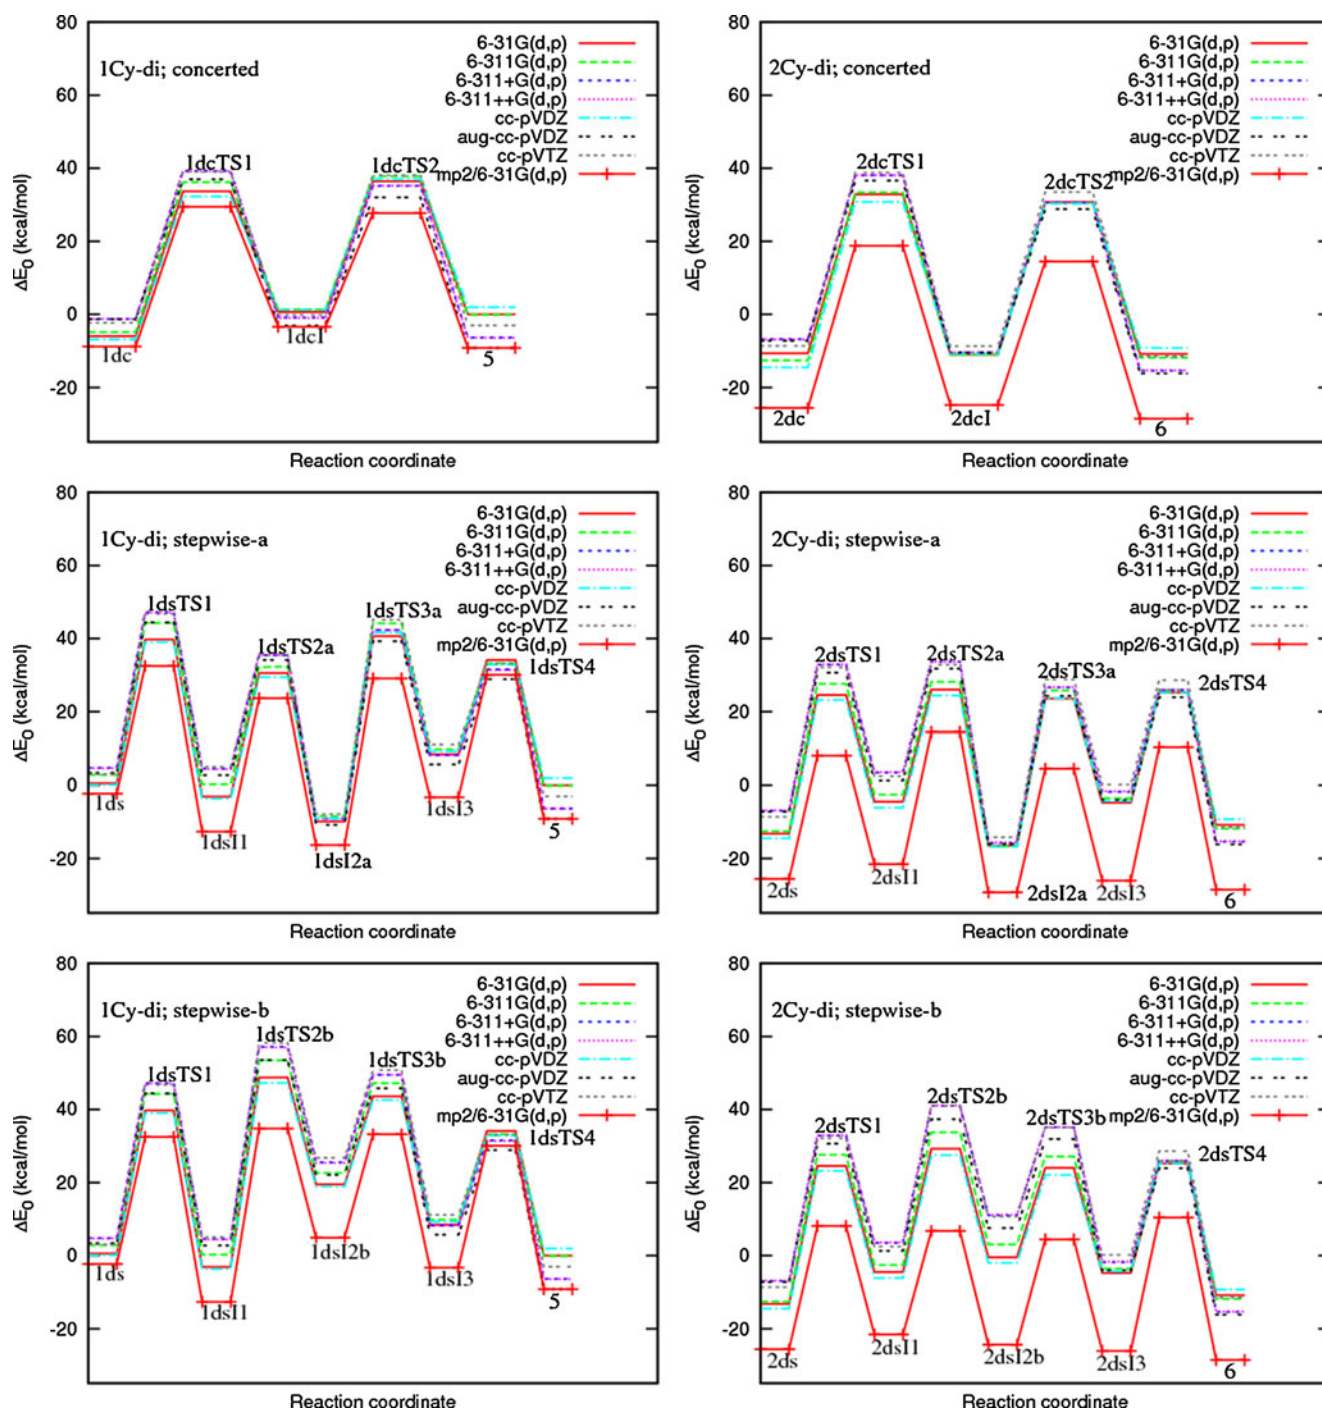 80
60
40
20
0
-20
ΔE₀ (kcal/mol)
Reaction coordinate
1Cy-di; concerted
6-31G(d,p)
6-311G(d,p)
6-311+G(d,p)
6-311++G(d,p)
cc-pVDZ
aug-cc-pVDZ
cc-pVTZ
mp2/6-31G(d,p)
1dcTS1
1dcTS2
1dc
1dcI
5
80
60
40
20
0
-20
ΔE₀ (kcal/mol)
Reaction coordinate
2Cy-di; concerted
6-31G(d,p)
6-311G(d,p)
6-311+G(d,p)
6-311++G(d,p)
cc-pVDZ
aug-cc-pVDZ
cc-pVTZ
mp2/6-31G(d,p)
2dcTS1
2dcTS2
2dc
2dcI
6
80
60
40
20
0
-20
ΔE₀ (kcal/mol)
Reaction coordinate
1Cy-di; stepwise-a
6-31G(d,p)
6-311G(d,p)
6-311+G(d,p)
6-311++G(d,p)
cc-pVDZ
aug-cc-pVDZ
cc-pVTZ
mp2/6-31G(d,p)
1dsTS1
1dsTS2a
1dsTS3a
1dsTS4
1ds
1dsI1
1dsI2a
1dsI3
5
80
60
40
20
0
-20
ΔE₀ (kcal/mol)
Reaction coordinate
2Cy-di; stepwise-a
6-31G(d,p)
6-311G(d,p)
6-311+G(d,p)
6-311++G(d,p)
cc-pVDZ
aug-cc-pVDZ
cc-pVTZ
mp2/6-31G(d,p)
2dsTS1
2dsTS2a
2dsTS3a
2dsTS4
2ds
2dsI1
2dsI2a
2dsI3
6
80
60
40
20
0
-20
ΔE₀ (kcal/mol)
Reaction coordinate
1Cy-di; stepwise-b
6-31G(d,p)
6-311G(d,p)
6-311+G(d,p)
6-311++G(d,p)
cc-pVDZ
aug-cc-pVDZ
cc-pVTZ
mp2/6-31G(d,p)
1dsTS1
1dsTS2b
1dsTS3b
1dsTS4
1ds
1dsI1
1dsI2b
1dsI3
5
80
60
40
20
0
-20
ΔE₀ (kcal/mol)
Reaction coordinate
2Cy-di; stepwise-b
6-31G(d,p)
6-311G(d,p)
6-311+G(d,p)
6-311++G(d,p)
cc-pVDZ
aug-cc-pVDZ
cc-pVTZ
mp2/6-31G(d,p)
2dsTS1
2dsTS2b
2dsTS3b
2dsTS4
2ds
2dsI1
2dsI2b
2dsI3
6